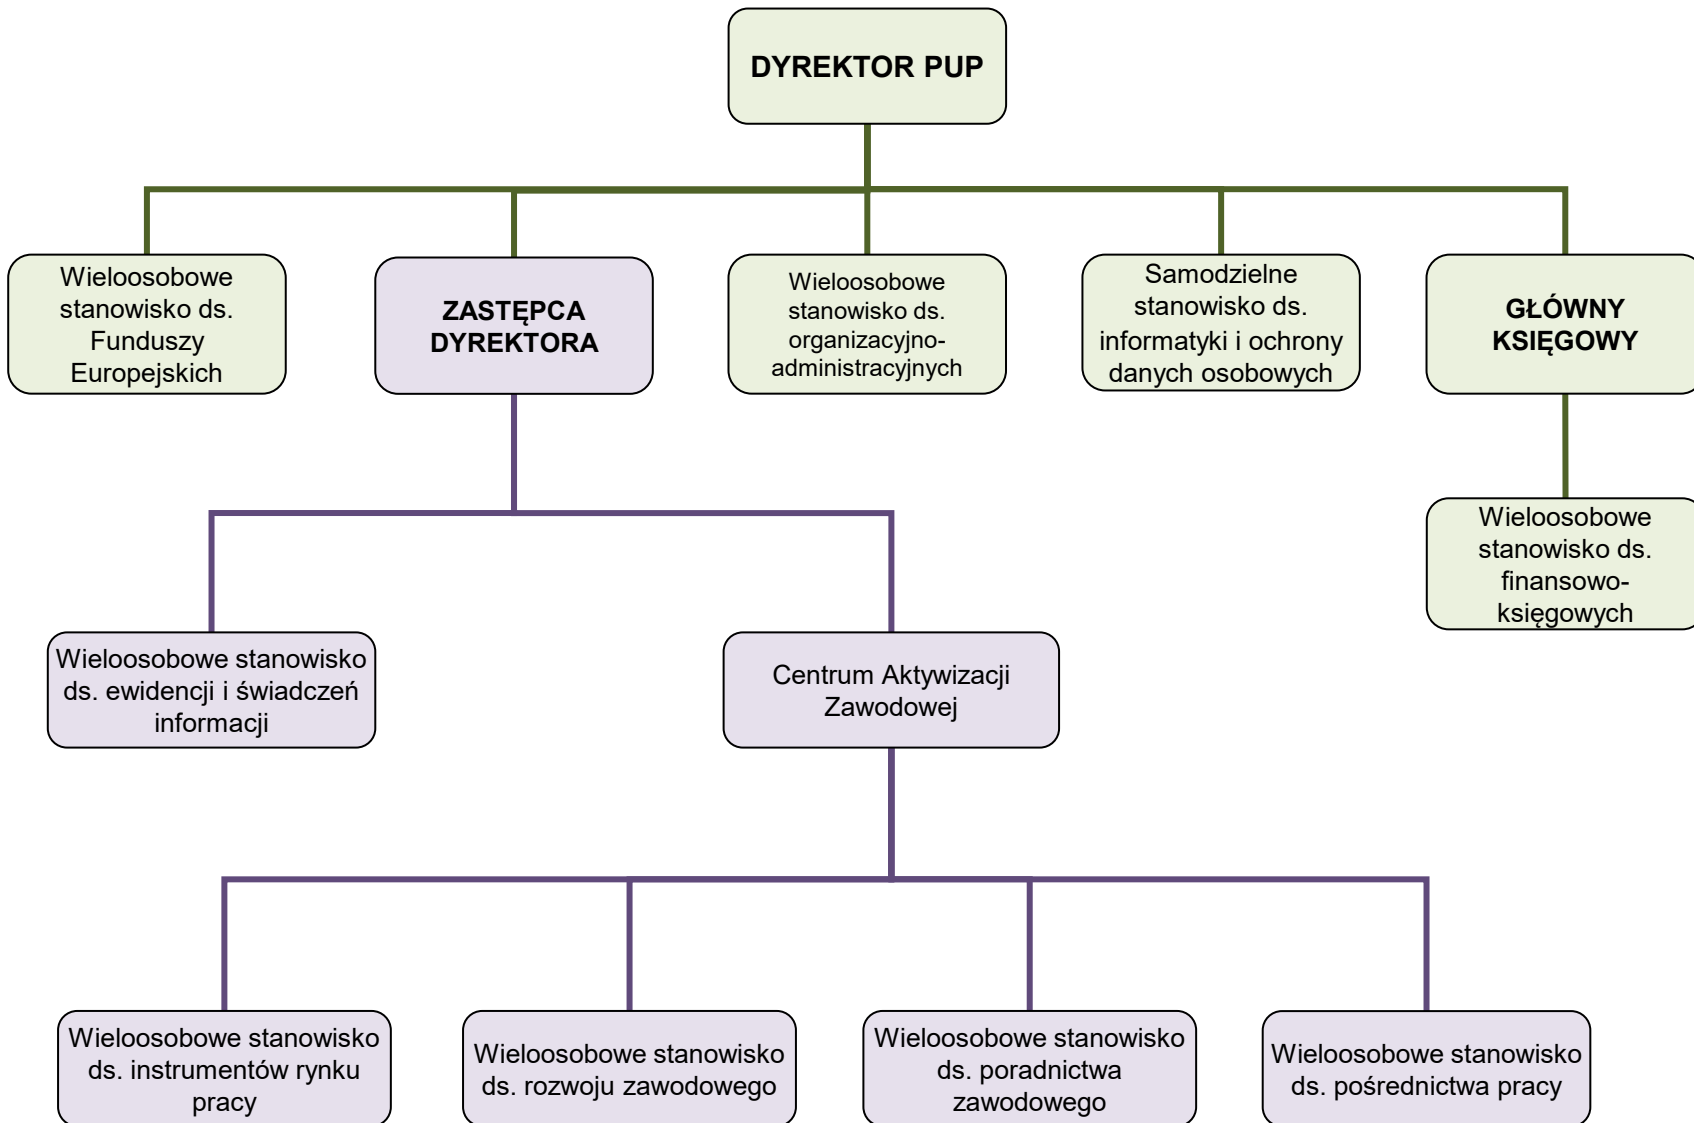 DYREKTOR PUP
Wieloosobowe
stanowisko ds.
Funduszy
Europejskich
ZASTĘPCA
DYREKTORA
Wieloosobowe
stanowisko ds.
organizacyjno-
administracyjnych
Samodzielne
stanowisko ds.
informatyki i ochrony
danych osobowych
GŁÓWNY
KSIĘGOWY
Wieloosobowe
stanowisko ds.
finansowo-
księgowych
Wieloosobowe stanowisko
ds. ewidencji i świadczeń
informacji
Centrum Aktywizacji
Zawodowej
Wieloosobowe stanowisko
ds. instrumentów rynku
pracy
Wieloosobowe stanowisko
ds. rozwoju zawodowego
Wieloosobowe stanowisko
ds. poradnictwa
zawodowego
Wieloosobowe stanowisko
ds. pośrednictwa pracy